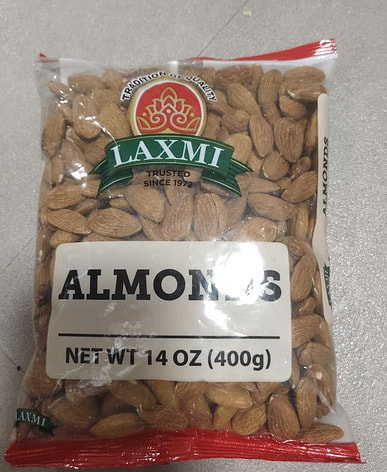 TRADITION OF QUALITY
LAXMI
TRUSTED
SINCE 1972
ALMONDS
NET WT 14 OZ (400g)
ALMONDS
LAXMI